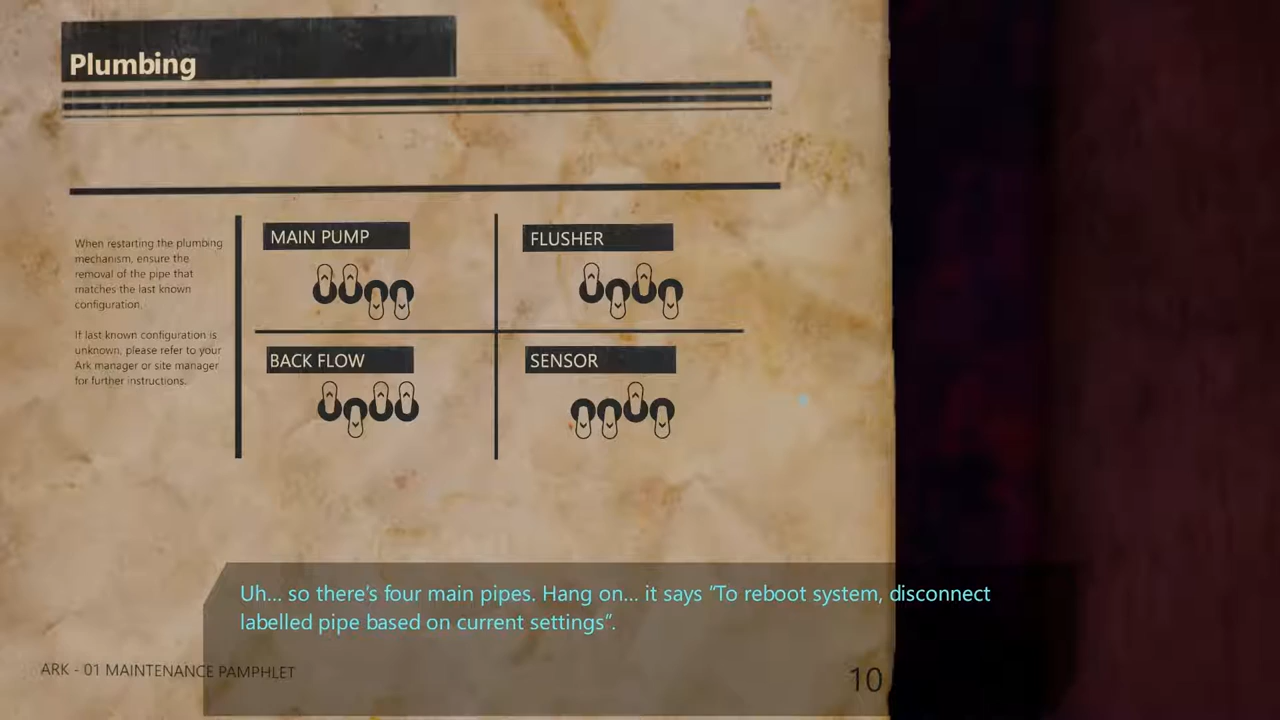 Plumbing
When restarting the plumbing
mechanism, ensure the
removal of the pipe that
matches the last known
configuration.
If last known configuration is
unknown, please refer to your
Ark manager or site manager
for further instructions.
MAIN PUMP
FLUSHER
BACK FLOW
SENSOR
Uh... so there's four main pipes. Hang on... it says "To reboot system, disconnect
labelled pipe based on current settings".
ARK - 01 MAINTENANCE PAMPHLET
10